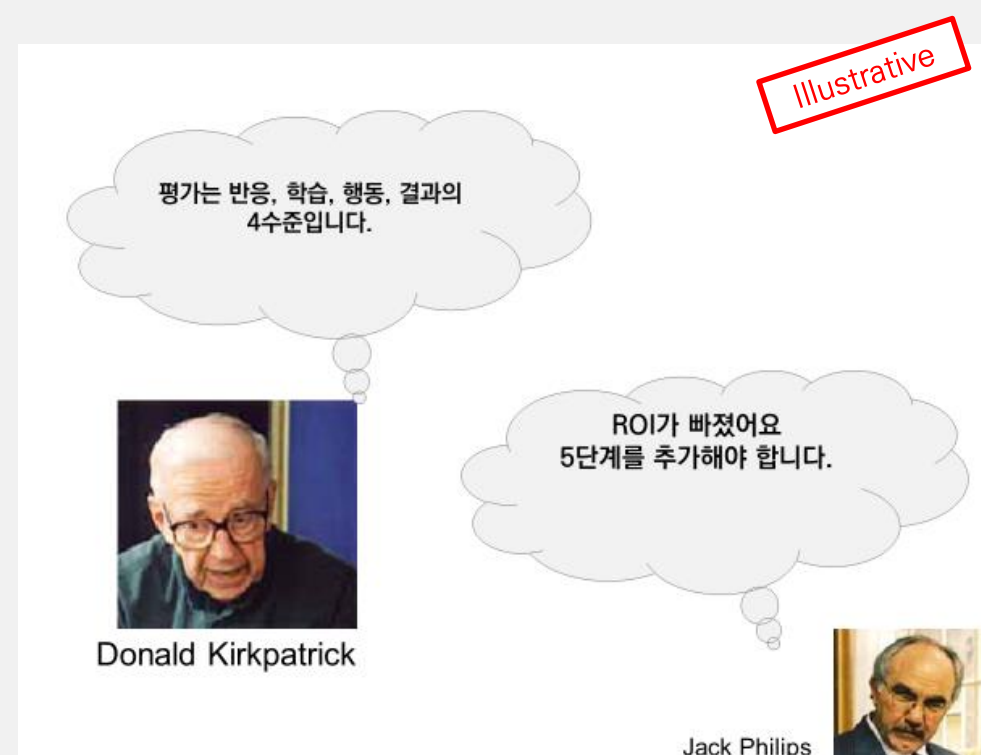 Illustrative
평가는 반응, 학습, 행동, 결과의
4수준입니다.
ROI가 빠졌어요
5단계를 추가해야 합니다.
Donald Kirkpatrick
Jack Philips